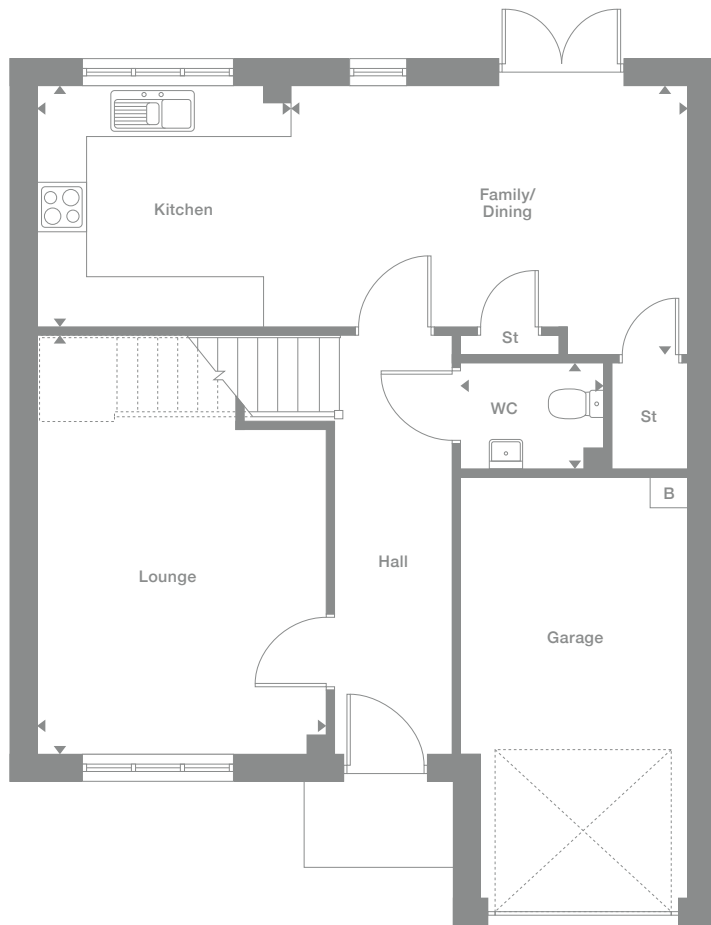 Kitchen
Family/
Dining
St
WC
St
B
Lounge
Hall
Garage